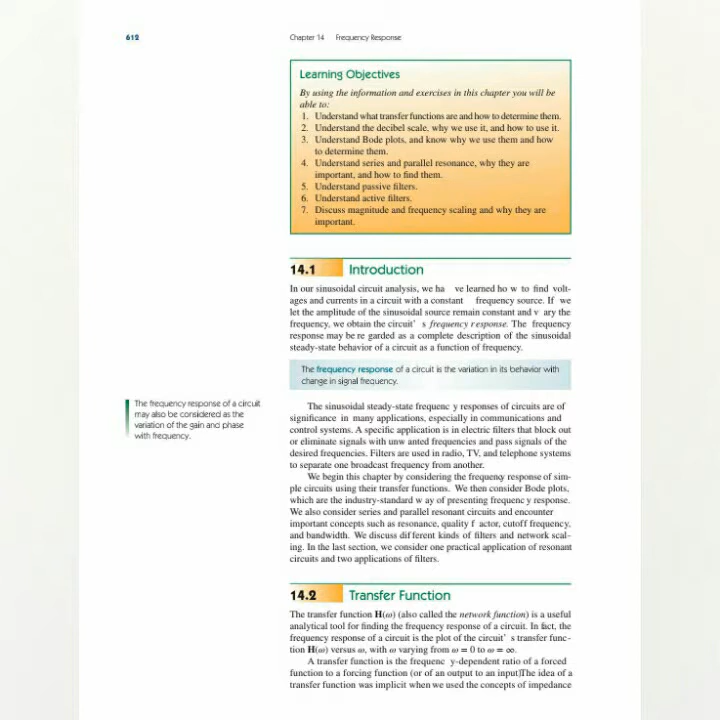 612
Chapter 14 Frequency Response
Learning Objectives
By using the information and exercises in this chapter you will be
able to:
1. Understand what transfer functions are and how to determine them.
2. Understand the decibel scale, why we use it, and how to use it.
3. Understand Bode plots, and know why we use them and how
to determine them.
4. Understand series and parallel resonance, why they are
important, and how to find them.
5. Understand passive filters.
6. Understand active filters.
7. Discuss magnitude and frequency scaling and why they are
important.
14.1 Introduction
In our sinusoidal circuit analysis, we ha ve learned ho w to find volt-
ages and currents in a circuit with a constant frequency source. If we
let the amplitude of the sinusoidal source remain constant and v ary the
frequency, we obtain the circuit' s frequency r esponse. The frequency
response may be re garded as a complete description of the sinusoidal
steady-state behavior of a circuit as a function of frequency.
The frequency response of a circuit is the variation in its behavior with
change in signal frequency.
The frequency response of a circuit
may also be considered as the
variation of the gain and phase
with frequency.
The sinusoidal steady-state frequenc y responses of circuits are of
significance in many applications, especially in communications and
control systems. A specific application is in electric filters that block out
or eliminate signals with unw anted frequencies and pass signals of the
desired frequencies. Filters are used in radio, TV, and telephone systems
to separate one broadcast frequency from another.
We begin this chapter by considering the frequency response of sim-
ple circuits using their transfer functions. We then consider Bode plots,
which are the industry-standard w ay of presenting frequenc y response.
We also consider series and parallel resonant circuits and encounter
important concepts such as resonance, quality f actor, cutoff frequency,
and bandwidth. We discuss dif ferent kinds of filters and network scal-
ing. In the last section, we consider one practical application of resonant
circuits and two applications of filters.
14.2 Transfer Function
The transfer function H(ω) (also called the network function) is a useful
analytical tool for finding the frequency response of a circuit. In fact, the
frequency response of a circuit is the plot of the circuit' s transfer func-
tion H(ω) versus ω, with ω varying from ω = 0 to ω = ∞.
A transfer function is the frequenc y-dependent ratio of a forced
function to a forcing function (or of an output to an input).The idea of a
transfer function was implicit when we used the concepts of impedance